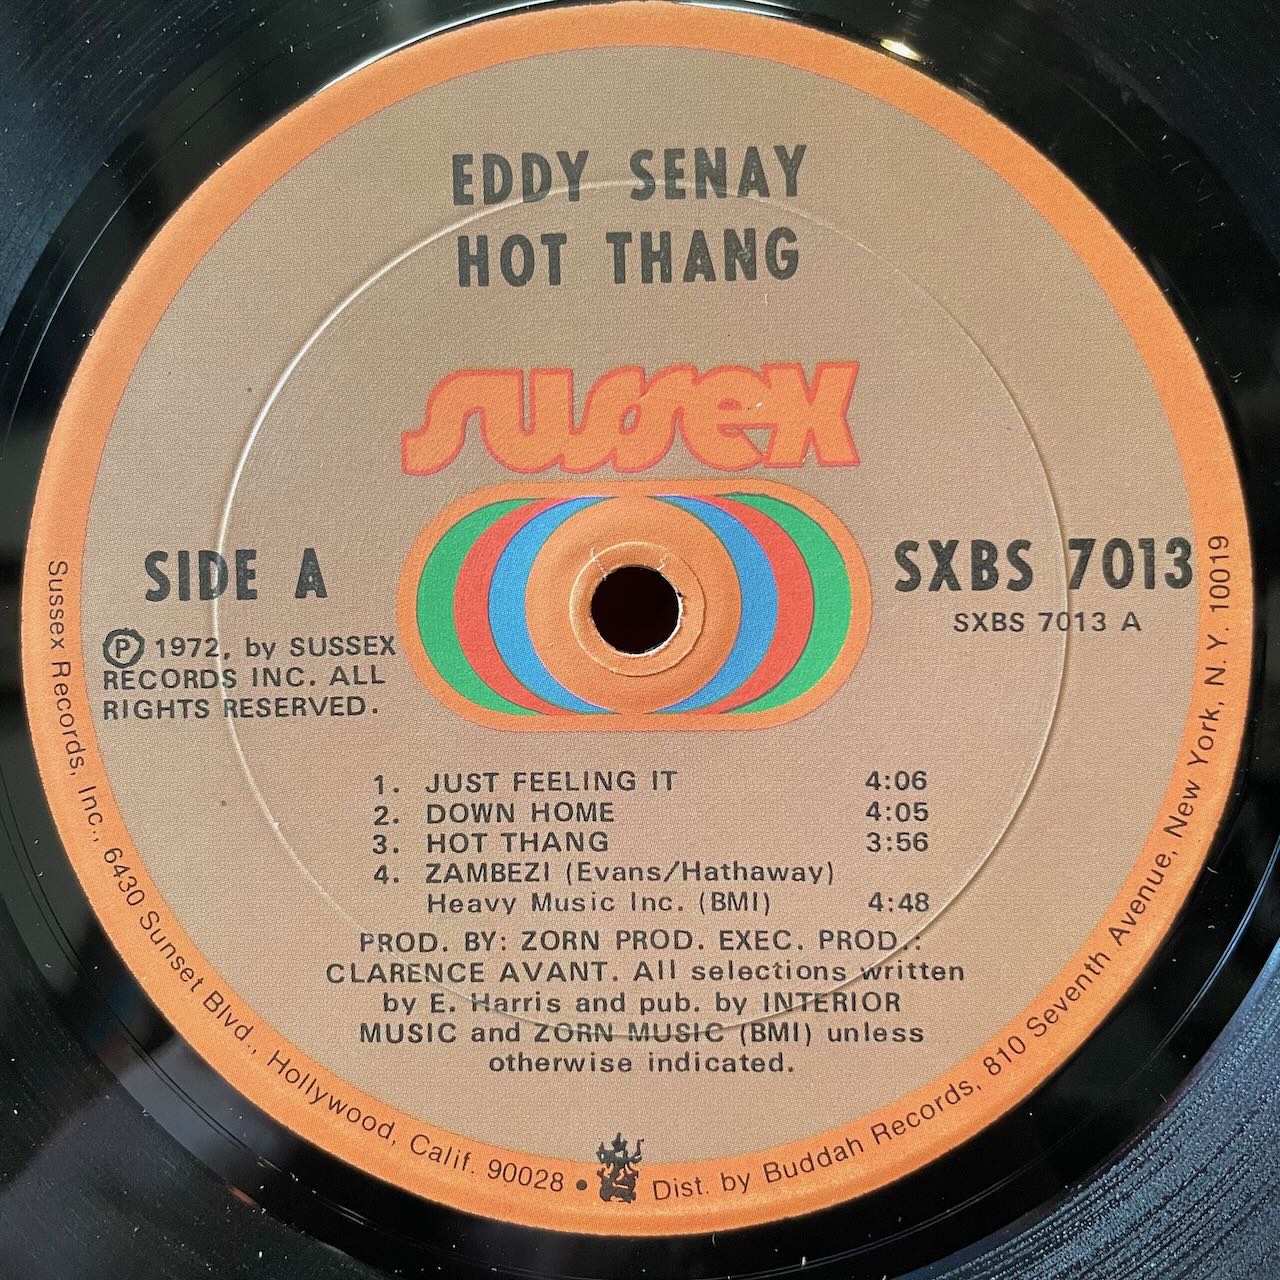 EDDY SENAY
HOT THANG
sussex
SIDE A
SXBS 7013
SXBS 7013 A
Ⓟ 1972, by SUSSEX
RECORDS INC. ALL
RIGHTS RESERVED.
1. JUST FEELING IT 4:06
2. DOWN HOME 4:05
3. HOT THANG 3:56
4. ZAMBEZI (Evans/Hathaway)
Heavy Music Inc. (BMI) 4:48
PROD. BY: ZORN PROD. EXEC. PROD.:
CLARENCE AVANT. All selections written
by E. Harris and pub. by INTERIOR
MUSIC and ZORN MUSIC (BMI) unless
otherwise indicated.
Sussex Records, Inc., 6430 Sunset Blvd., Hollywood, Calif. 90028 • Dist. by Buddah Records, 810 Seventh Avenue, New York, N.Y. 10019